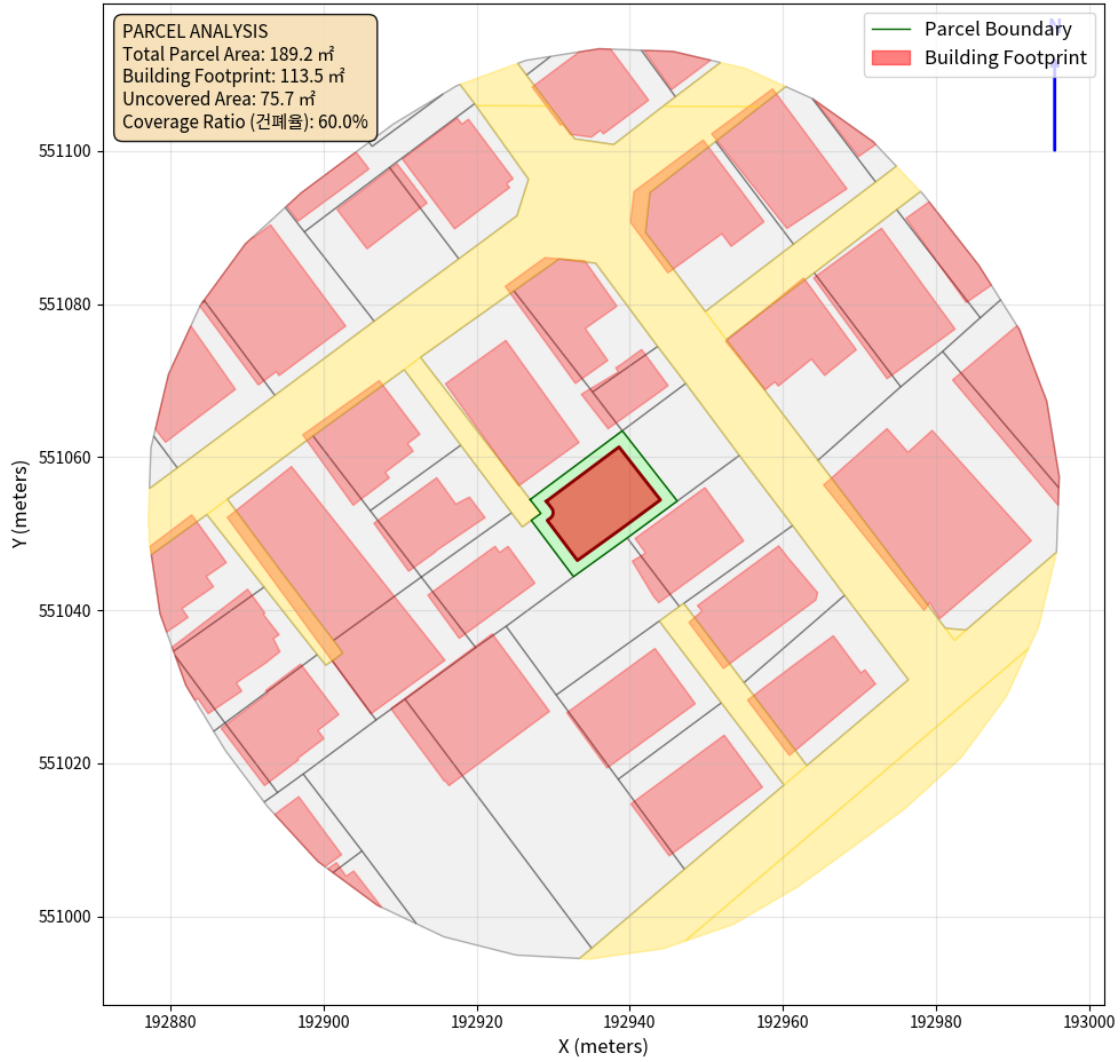 PARCEL ANALYSIS
Total Parcel Area: 189.2 ㎡
Building Footprint: 113.5 ㎡
Uncovered Area: 75.7 ㎡
Coverage Ratio (건폐율): 60.0%
N
Parcel Boundary
Building Footprint
551100
551080
551060
551040
551020
551000
Y (meters)
192880
192900
192920
192940
192960
192980
193000
X (meters)